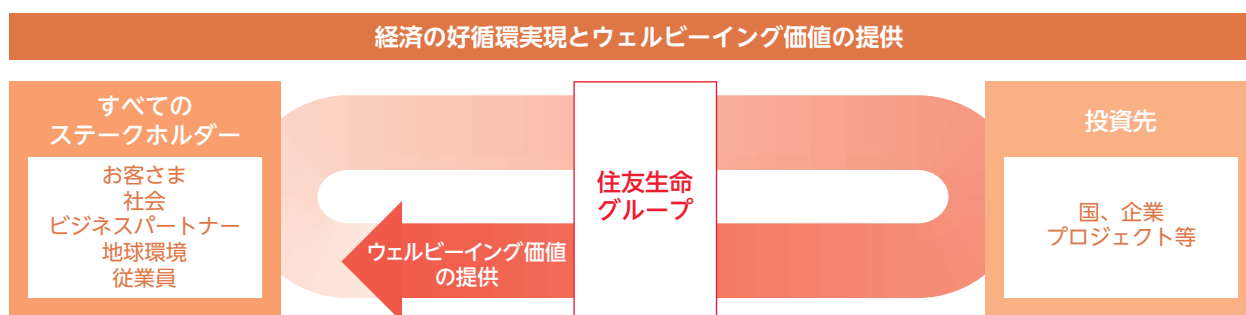 経済の好循環実現とウェルビーイング価値の提供
すべての
ステークホルダー
お客さま
社会
ビジネスパートナー
地球環境
従業員
ウェルビーイング価値
の提供
住友生命
グループ
投資先
国、企業
プロジェクト等